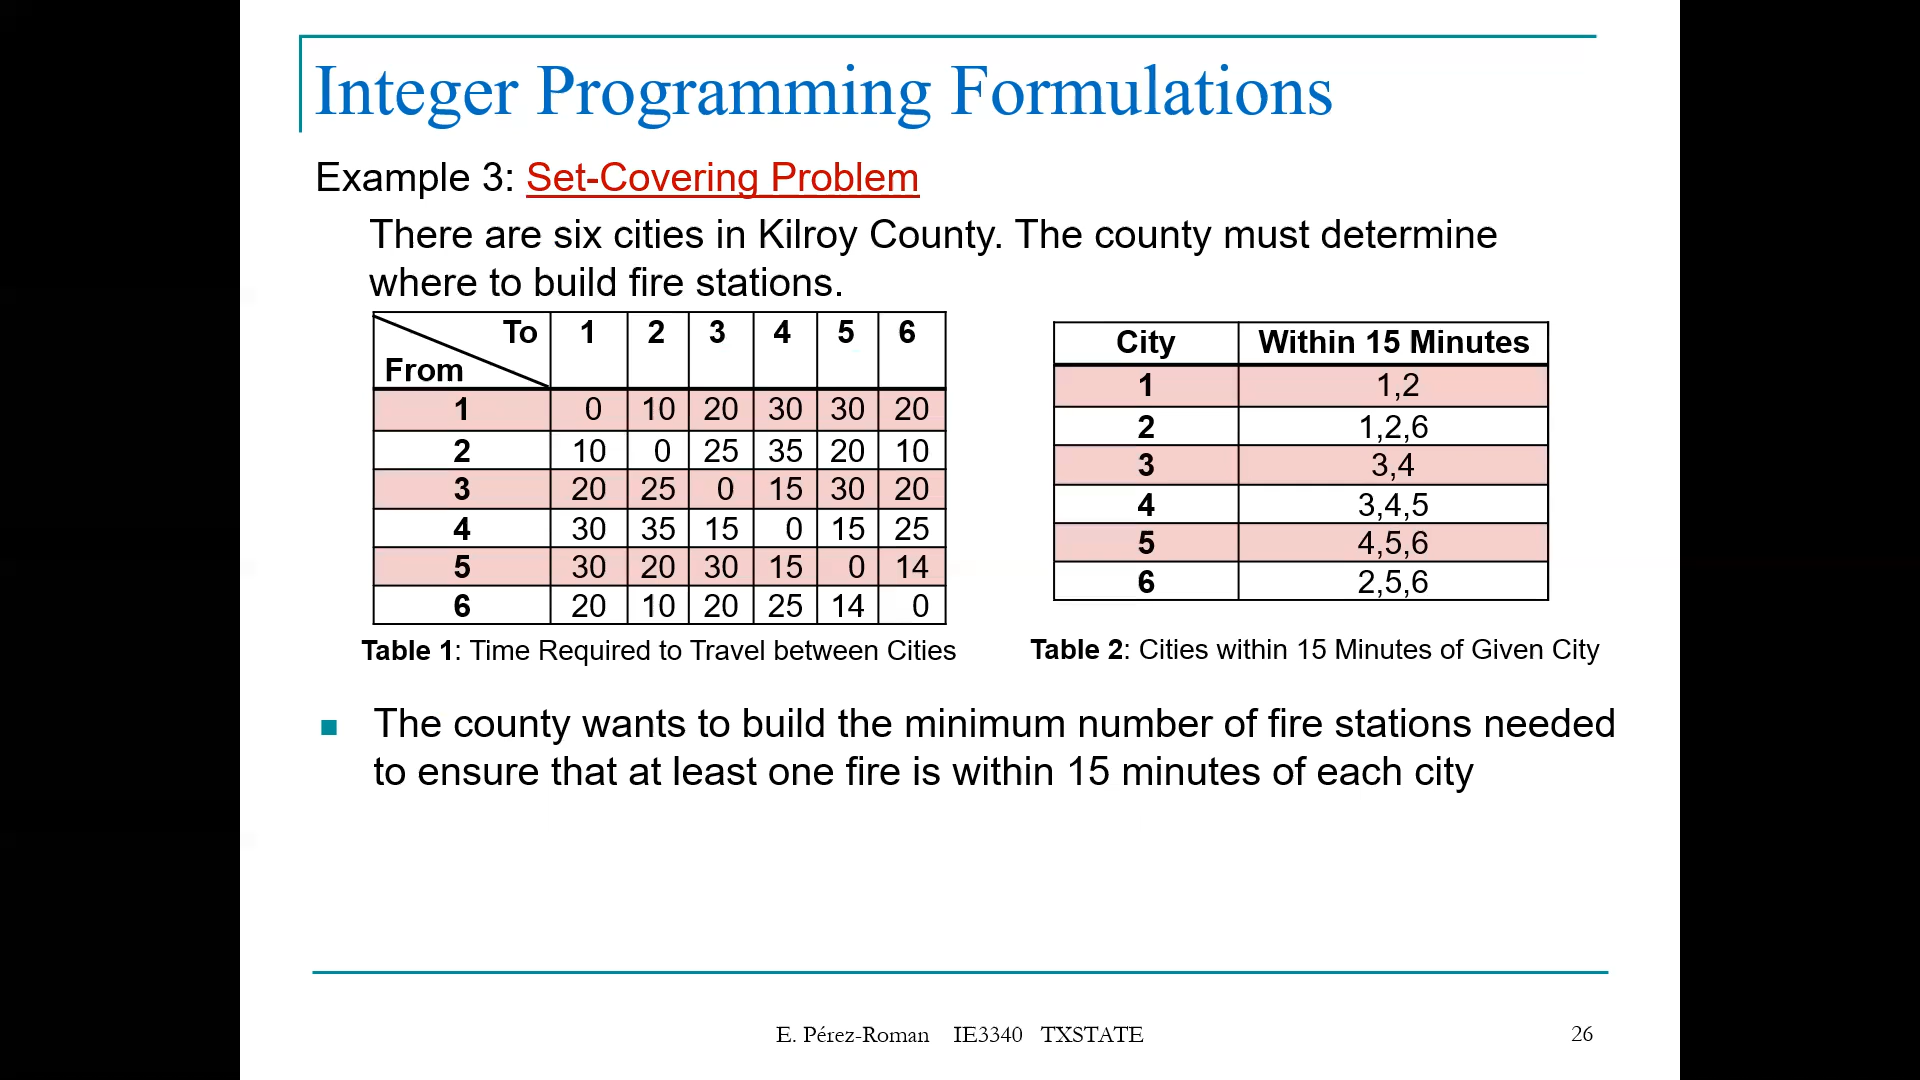 Integer Programming Formulations
Example 3: Set-Covering Problem
There are six cities in Kilroy County. The county must determine
where to build fire stations.
To 1 2 3 4 5 6
From
1 0 10 20 30 30 20
2 10 0 25 35 20 10
3 20 25 0 15 30 20
4 30 35 15 0 15 25
5 30 20 30 15 0 14
6 20 10 20 25 14 0
Table 1: Time Required to Travel between Cities
City Within 15 Minutes
1 1,2
2 1,2,6
3 3,4
4 3,4,5
5 4,5,6
6 2,5,6
Table 2: Cities within 15 Minutes of Given City
The county wants to build the minimum number of fire stations needed
to ensure that at least one fire is within 15 minutes of each city
E. Pérez-Roman IE3340 TXSTATE
26